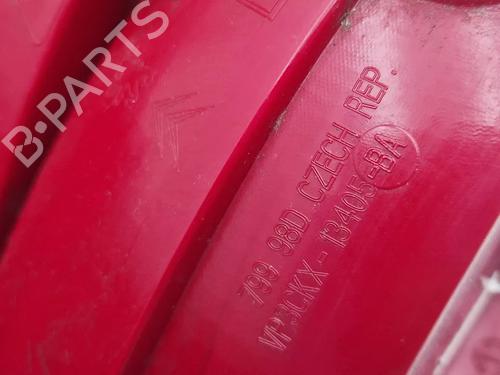 B-PARTS
799 98D CZECH REP.
VP3CKX-13405-BA